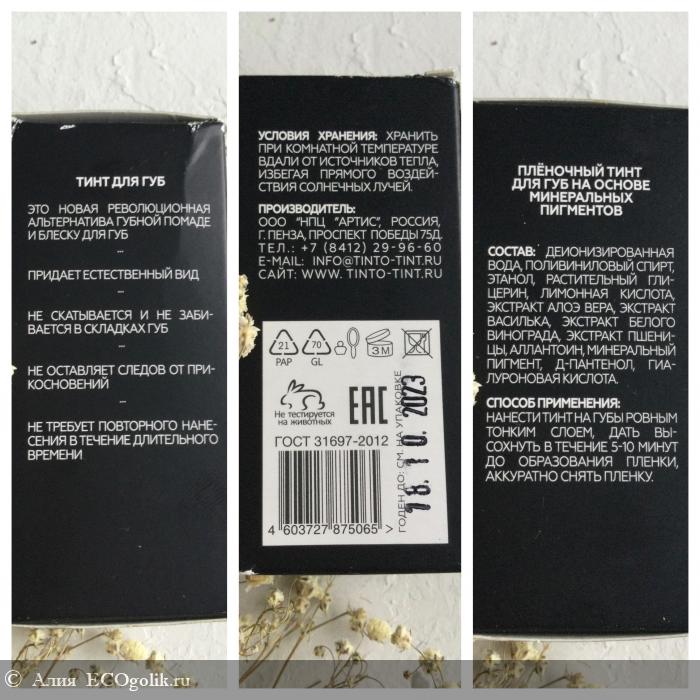 ТИНТ ДЛЯ ГУБ
ЭТО НОВАЯ РЕВОЛЮЦИОННАЯ
АЛЬТЕРНАТИВА ГУБНОЙ ПОМАДЕ
И БЛЕСКУ ДЛЯ ГУБ
...
ПРИДАЕТ ЕСТЕСТВЕННЫЙ ВИД
...
НЕ СКАТЫВАЕТСЯ И НЕ ЗАБИ-
ВАЕТСЯ В СКЛАДКАХ ГУБ
...
НЕ ОСТАВЛЯЕТ СЛЕДОВ ОТ ПРИ-
КОСНОВЕНИЙ
...
НЕ ТРЕБУЕТ ПОВТОРНОГО НАНЕ-
СЕНИЯ В ТЕЧЕНИЕ ДЛИТЕЛЬНОГО
ВРЕМЕНИ
УСЛОВИЯ ХРАНЕНИЯ: ХРАНИТЬ
ПРИ КОМНАТНОЙ ТЕМПЕРАТУРЕ
ВДАЛИ ОТ ИСТОЧНИКОВ ТЕПЛА,
ИЗБЕГАЯ ПРЯМОГО ВОЗДЕЙ-
СТВИЯ СОЛНЕЧНЫХ ЛУЧЕЙ.
ПРОИЗВОДИТЕЛЬ:
ООО "НПЦ "АРТИС", РОССИЯ,
Г. ПЕНЗА, ПРОСПЕКТ ПОБЕДЫ 75Д.
ТЕЛ.: +7 (8412) 29-96-60
E-MAIL: INFO@TINTO-TINT.RU
САЙТ: WWW. TINTO-TINT.RU
21
PAP
70
GL
3 М
Не тестируется
на животных
EAC
ГОСТ 31697-2012
4 603727 875065 >
ГОДЕН ДО: СМ. НА УПАКОВКЕ
18.10.2023
ПЛЁНОЧНЫЙ ТИНТ
ДЛЯ ГУБ НА ОСНОВЕ
МИНЕРАЛЬНЫХ
ПИГМЕНТОВ
СОСТАВ: ДЕИОНИЗИРОВАННАЯ
ВОДА, ПОЛИВИНИЛОВЫЙ СПИРТ,
ЭТАНОЛ, РАСТИТЕЛЬНЫЙ ГЛИ-
ЦЕРИН, ЛИМОННАЯ КИСЛОТА,
ЭКСТРАКТ АЛОЭ ВЕРА, ЭКСТРАКТ
ВАСИЛЬКА, ЭКСТРАКТ БЕЛОГО
ВИНОГРАДА, ЭКСТРАКТ ПШЕНИ-
ЦЫ, АЛЛАНТОИН, МИНЕРАЛЬНЫЙ
ПИГМЕНТ, Д-ПАНТЕНОЛ, ГИА-
ЛУРОНОВАЯ КИСЛОТА.
СПОСОБ ПРИМЕНЕНИЯ:
НАНЕСТИ ТИНТ НА ГУБЫ РОВНЫМ
ТОНКИМ СЛОЕМ, ДАТЬ ВЫ-
СОХНУТЬ В ТЕЧЕНИЕ 5-10 МИНУТ
ДО ОБРАЗОВАНИЯ ПЛЕНКИ,
АККУРАТНО СНЯТЬ ПЛЕНКУ.
© Алия ECOgolik.ru